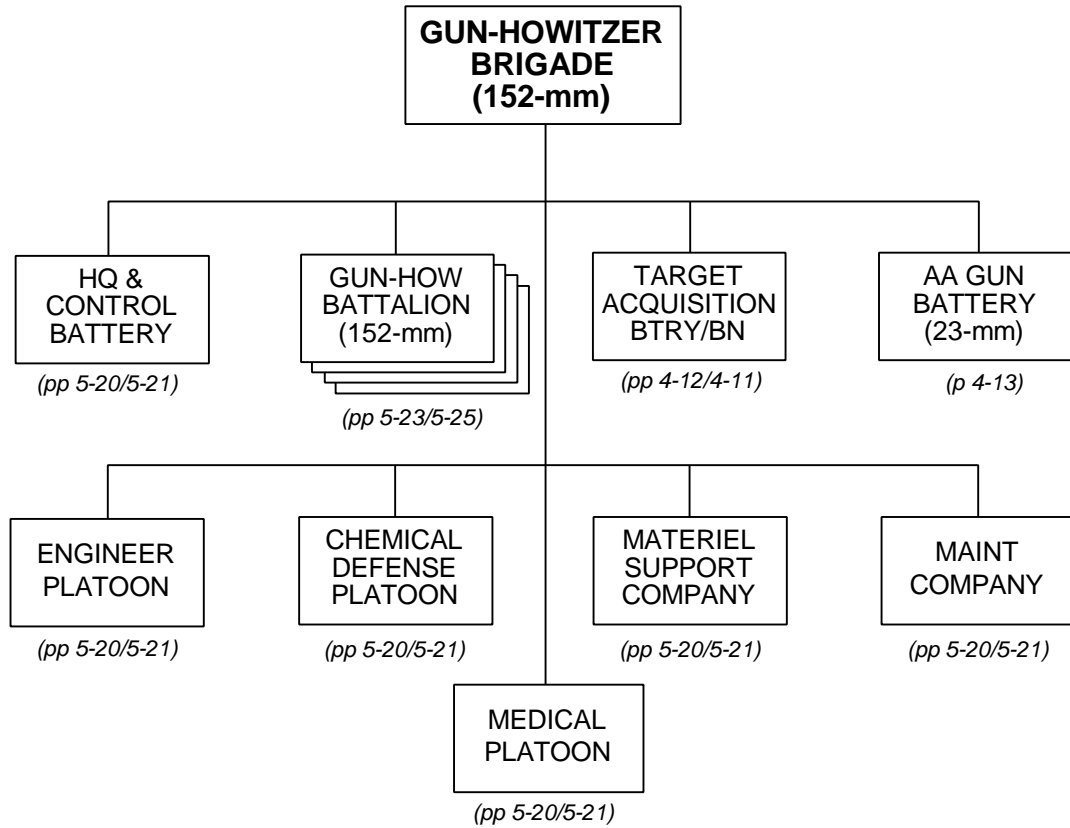 GUN-HOWITZER
BRIGADE
(152-mm)
HQ &
CONTROL
BATTERY
(pp 5-20/5-21)
GUN-HOW
BATTALION
(152-mm)
(pp 5-23/5-25)
TARGET
ACQUISITION
BTRY/BN
(pp 4-12/4-11)
AA GUN
BATTERY
(23-mm)
(p 4-13)
ENGINEER
PLATOON
(pp 5-20/5-21)
CHEMICAL
DEFENSE
PLATOON
(pp 5-20/5-21)
MATERIEL
SUPPORT
COMPANY
(pp 5-20/5-21)
MAINT
COMPANY
(pp 5-20/5-21)
MEDICAL
PLATOON
(pp 5-20/5-21)